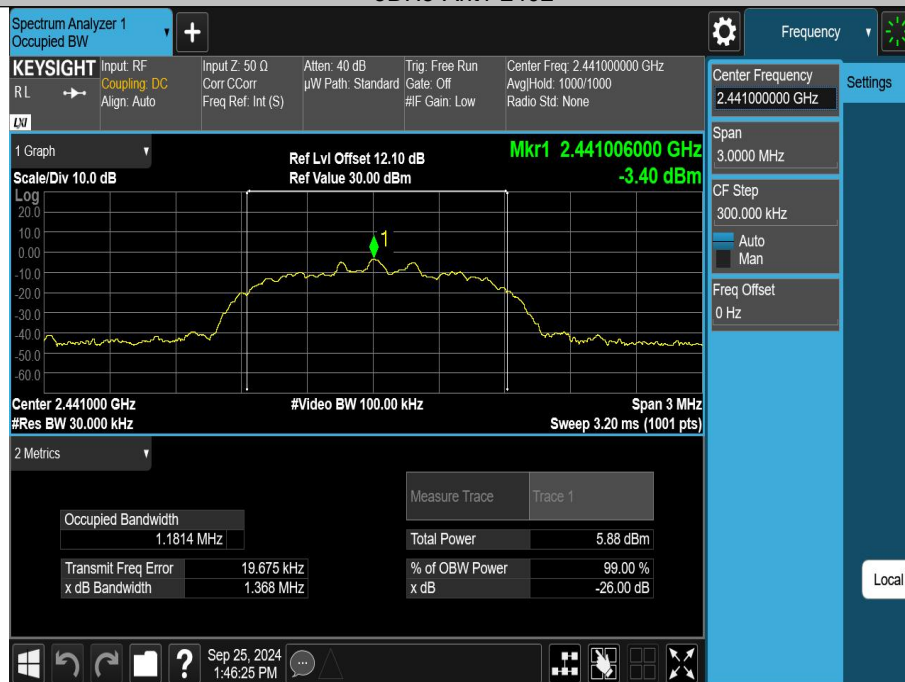 Spectrum Analyzer 1
Occupied BW
+
Frequency
KEYSIGHT
R L
LXI
Input: RF
Coupling: DC
Align: Auto
Input Z: 50 Ω
Corr CCorr
Freq Ref: Int (S)
Atten: 40 dB
µW Path: Standard
Trig: Free Run
Gate: Off
#IF Gain: Low
Center Freq: 2.441000000 GHz
Avg|Hold: 1000/1000
Radio Std: None
Center Frequency
2.441000000 GHz
Settings
Span
3.0000 MHz
CF Step
300.000 kHz
Auto
Man
Freq Offset
0 Hz
Local
1 Graph
Scale/Div 10.0 dB
Ref Lvl Offset 12.10 dB
Ref Value 30.00 dBm
Mkr1 2.441006000 GHz
-3.40 dBm
Log
20.0
10.0
0.00
-10.0
-20.0
-30.0
-40.0
-50.0
-60.0
1
Center 2.441000 GHz
#Video BW 100.00 kHz
Span 3 MHz
#Res BW 30.000 kHz
Sweep 3.20 ms (1001 pts)
2 Metrics
Measure Trace Trace 1
Occupied Bandwidth
1.1814 MHz
Total Power 5.88 dBm
Transmit Freq Error 19.675 kHz
% of OBW Power 99.00 %
x dB Bandwidth 1.368 MHz
x dB -26.00 dB
?
Sep 25, 2024
1:46:25 PM